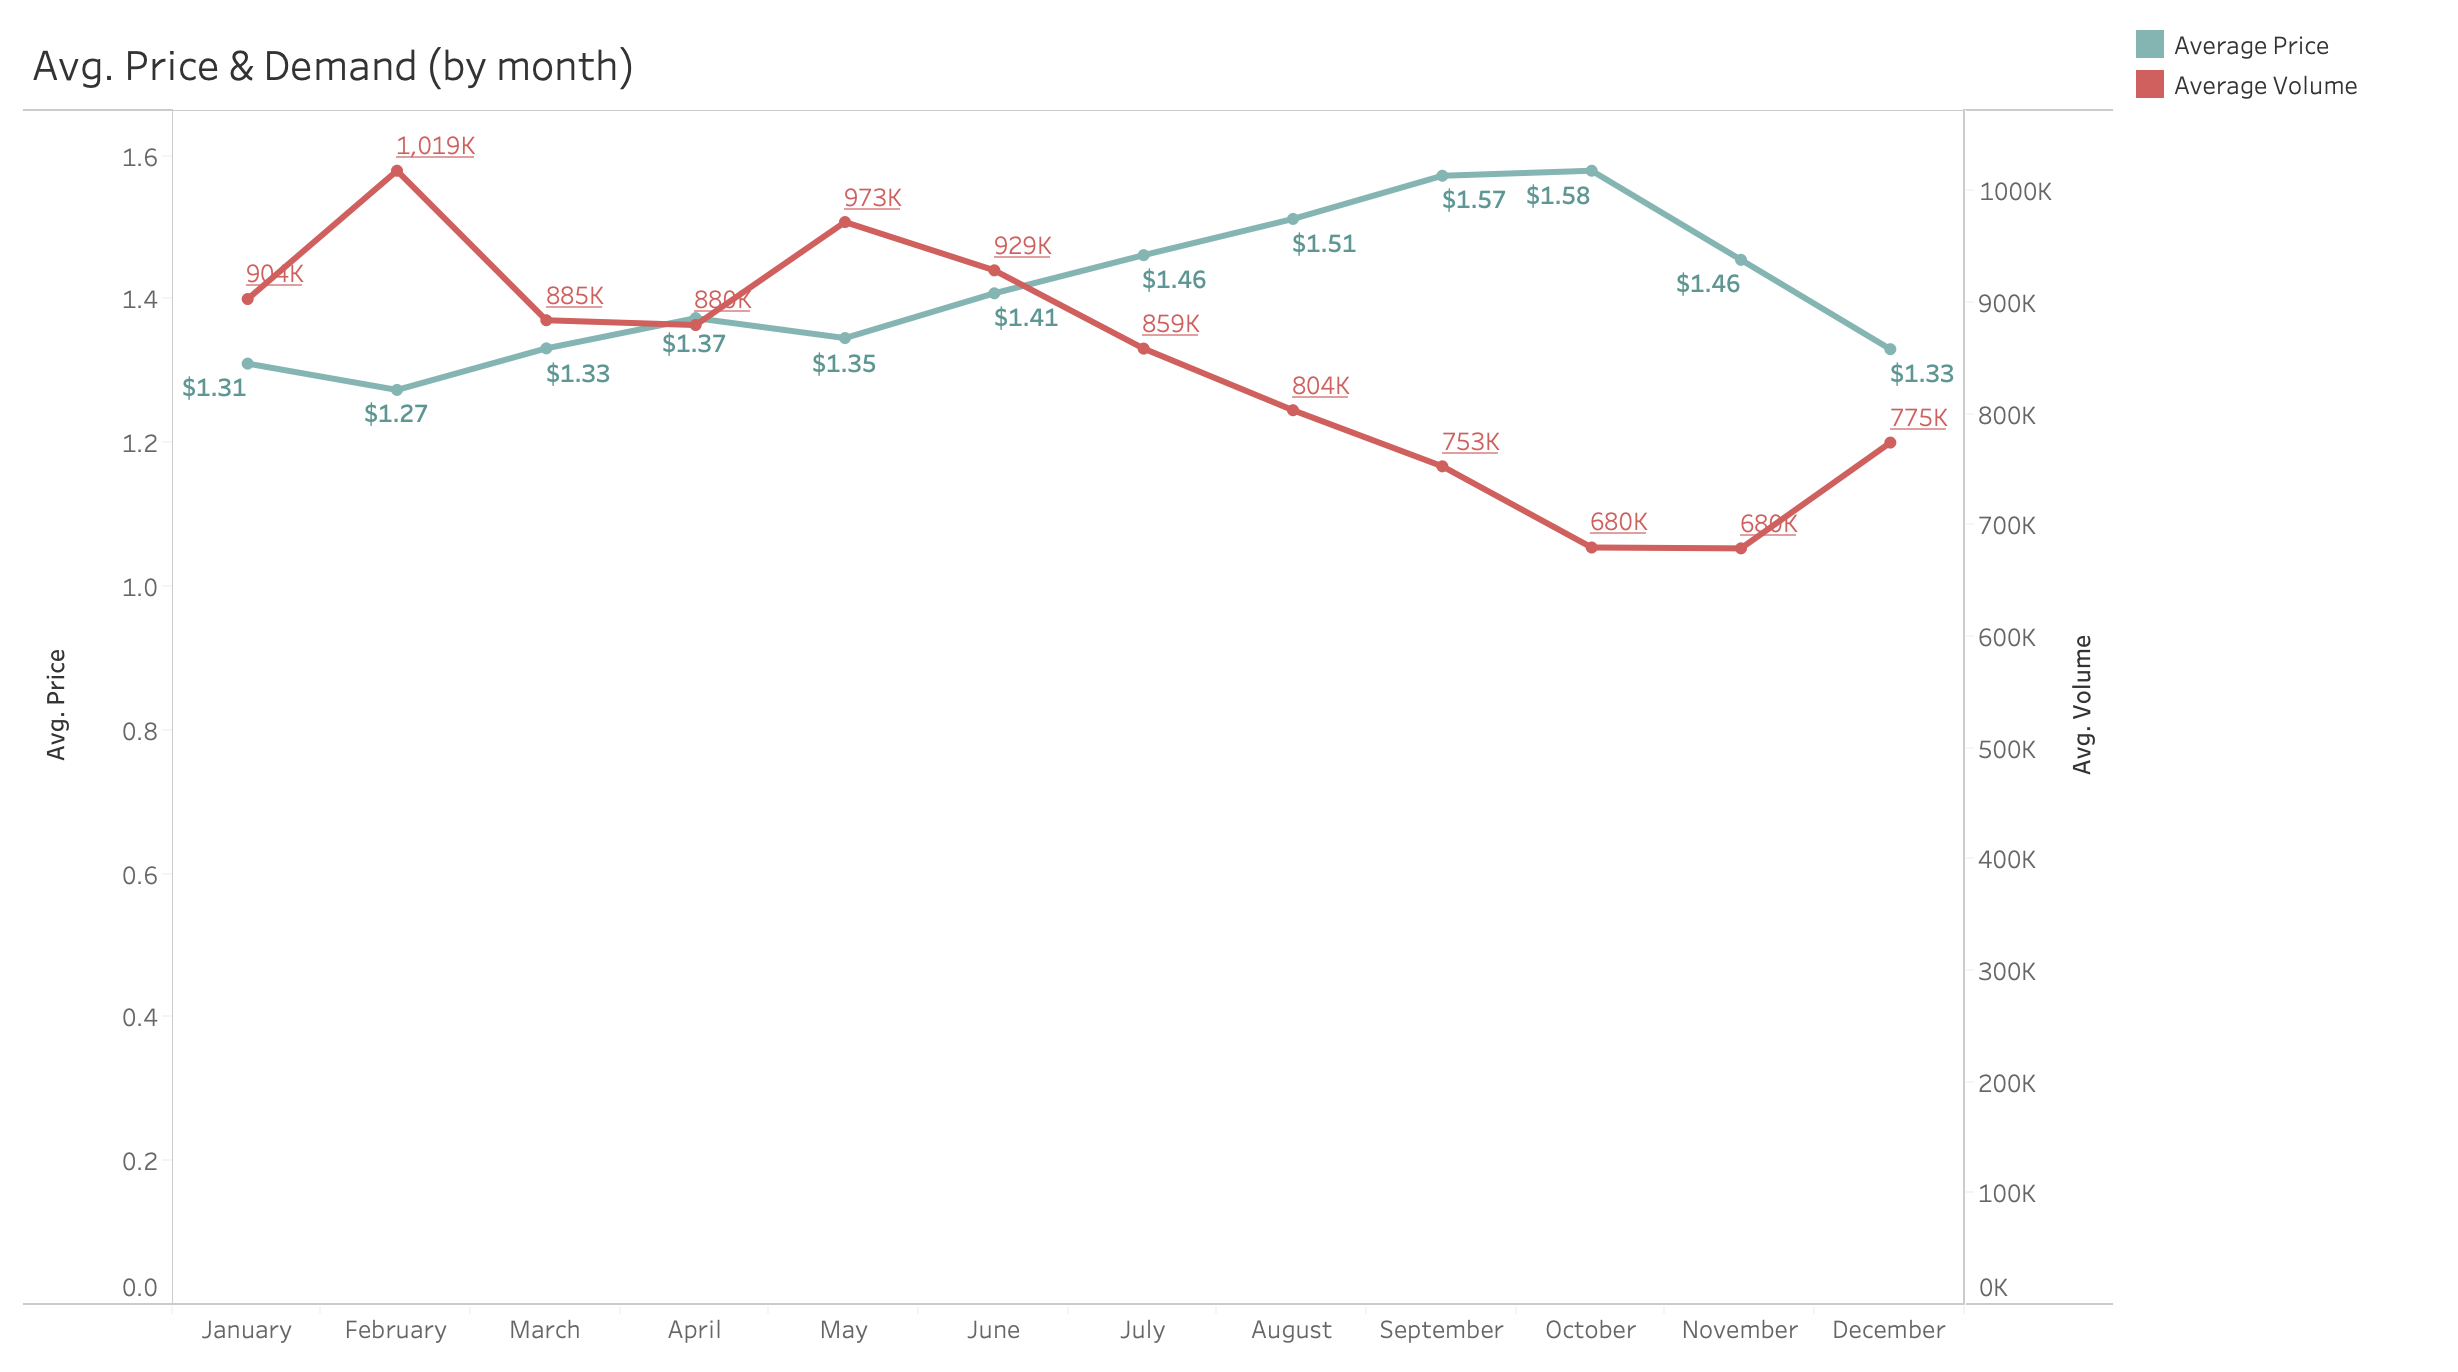 Avg. Price & Demand (by month)
Average Price
Average Volume
1.6
1.4
1.2
1.0
0.8
0.6
0.4
0.2
0.0
Avg. Price
904K
1,019K
885K
880K
973K
929K
859K
804K
753K
680K
680K
775K
$1.31
$1.27
$1.33
$1.37
$1.35
$1.41
$1.46
$1.51
$1.57
$1.58
$1.46
$1.33
1000K
900K
800K
700K
600K
500K
400K
300K
200K
100K
0K
Avg. Volume
January
February
March
April
May
June
July
August
September
October
November
December